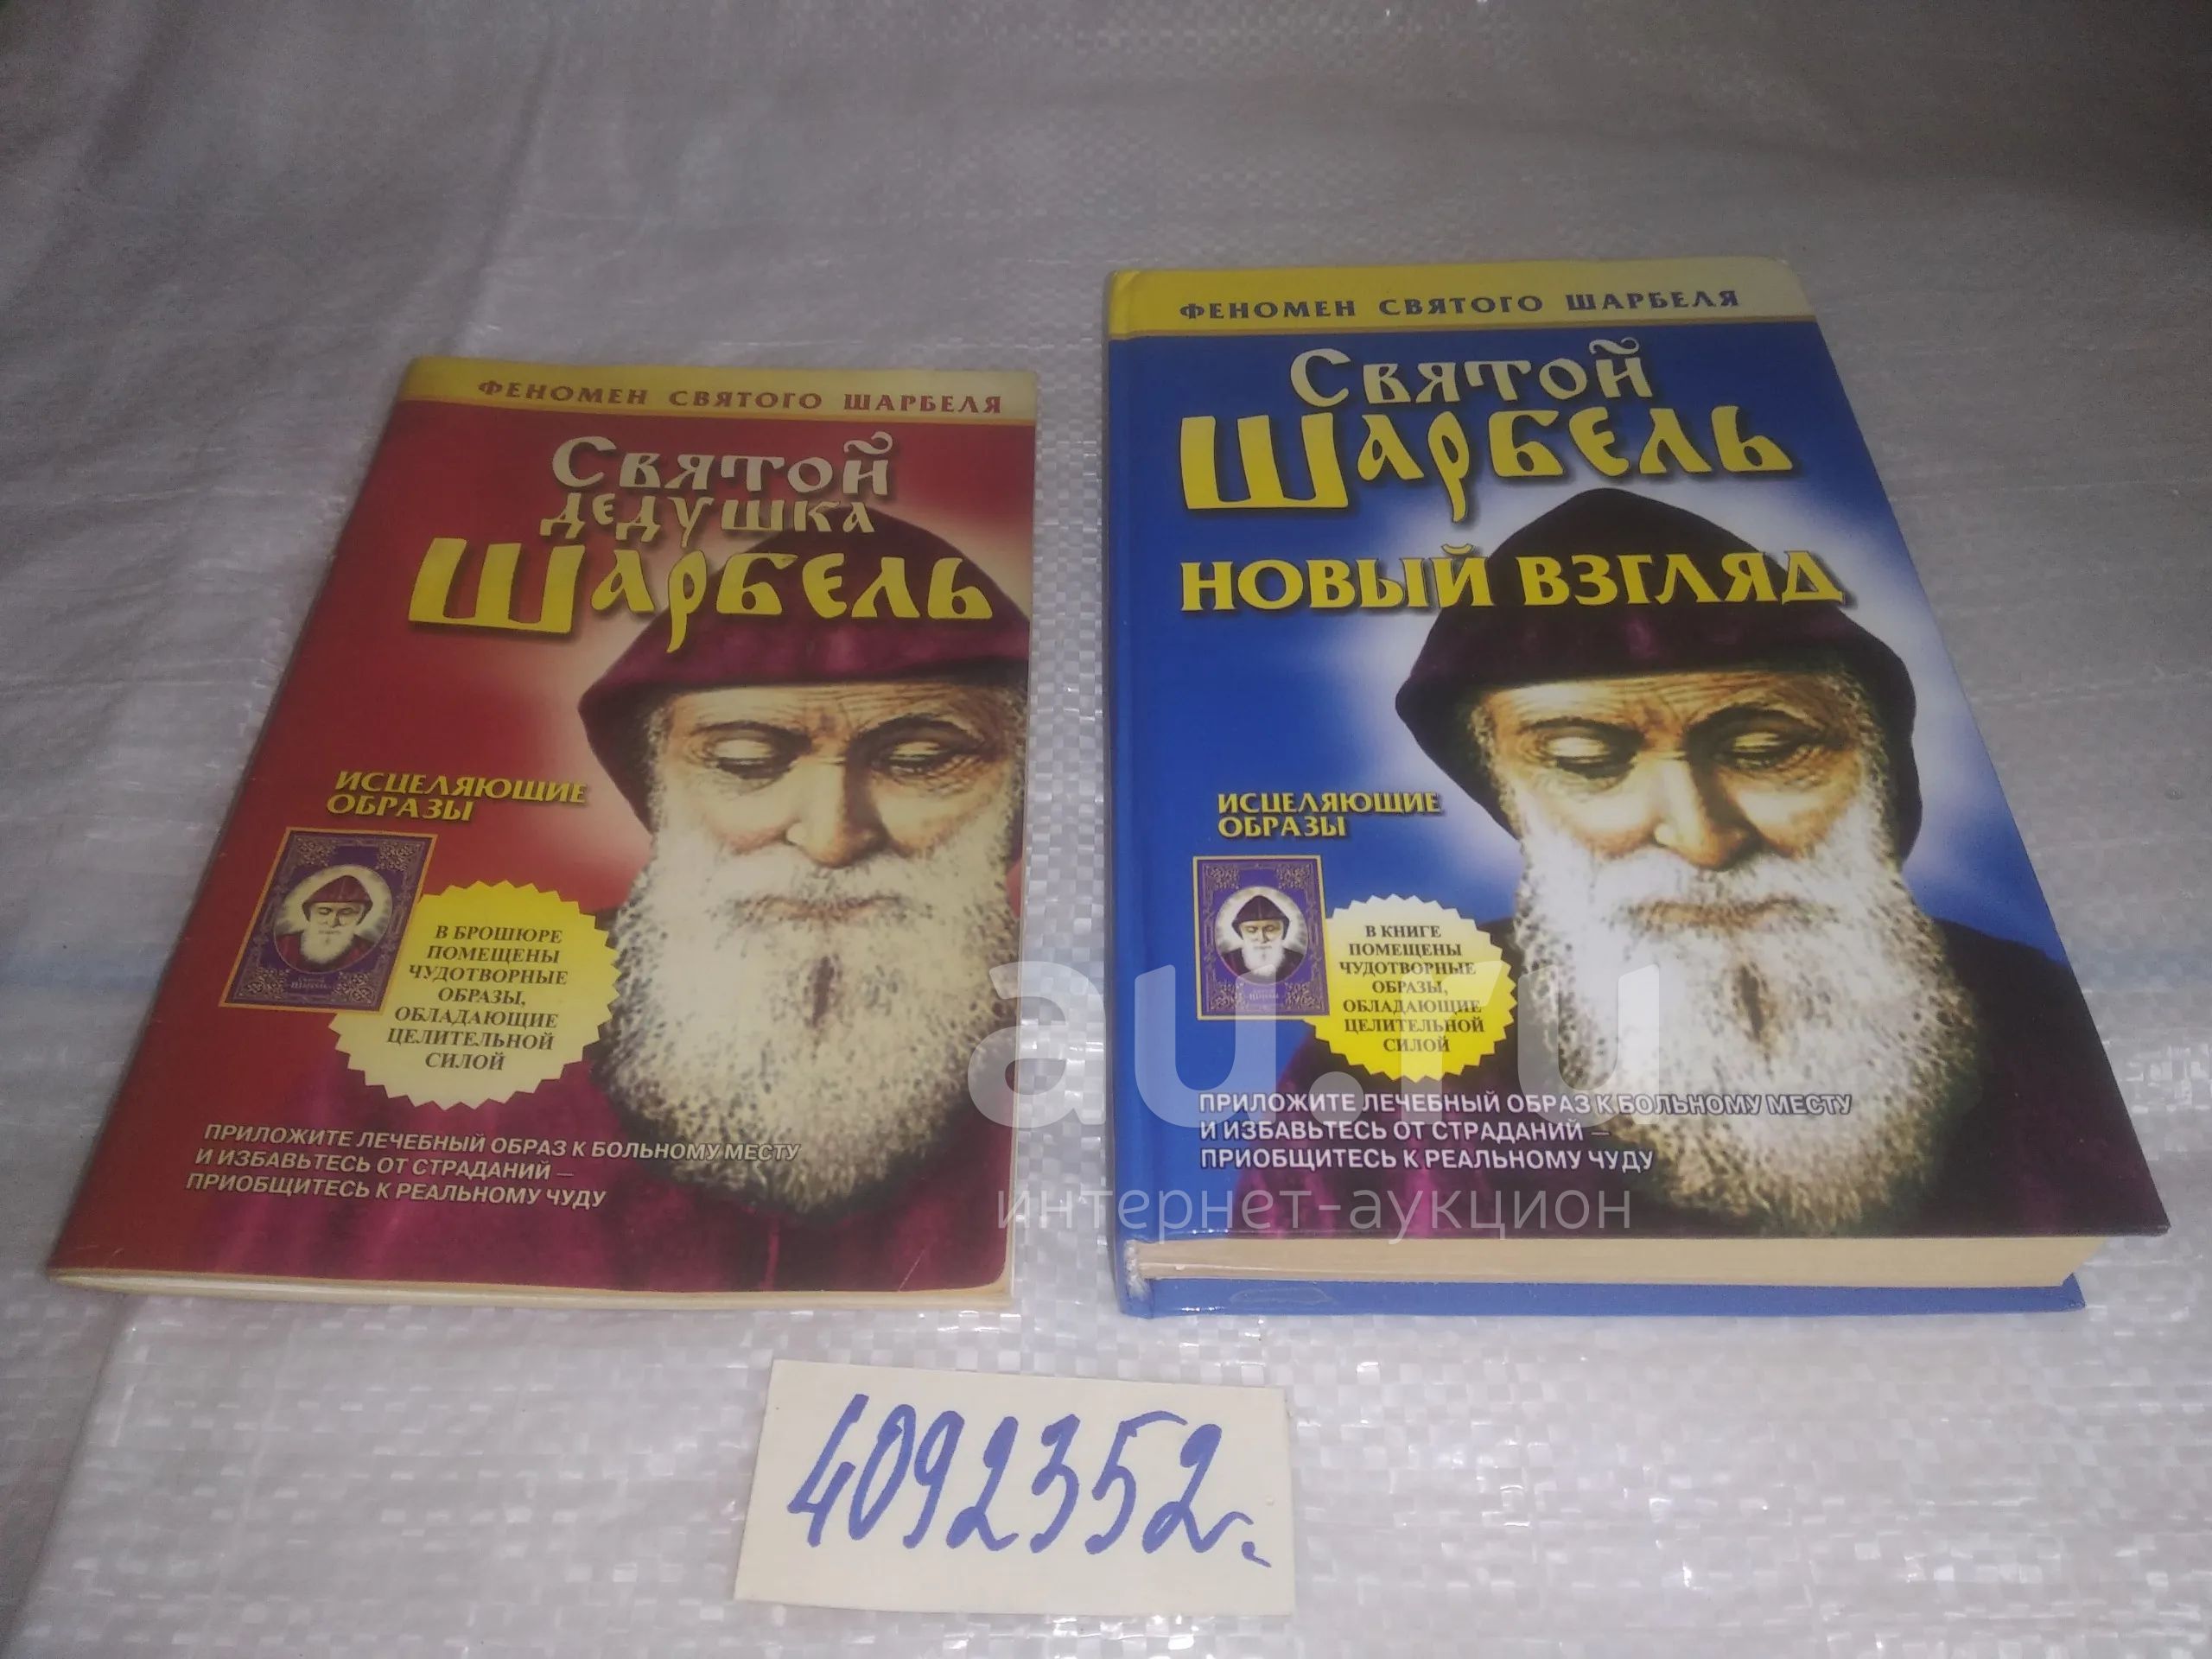 ФЕНОМЕН СВЯТОГО ШАРБЕЛЯ
Святой
дедушка
Шарбель
ИСЦЕЛЯЮЩИЕ
ОБРАЗЫ
В БРОШЮРЕ
ПОМЕЩЕНЫ
ЧУДОТВОРНЫЕ
ОБРАЗЫ,
ОБЛАДАЮЩИЕ
ЦЕЛИТЕЛЬНОЙ
СИЛОЙ
ПРИЛОЖИТЕ ЛЕЧЕБНЫЙ ОБРАЗ К БОЛЬНОМУ МЕСТУ
И ИЗБАВЬТЕСЬ ОТ СТРАДАНИЙ –
ПРИОБЩИТЕСЬ К РЕАЛЬНОМУ ЧУДУ
ФЕНОМЕН СВЯТОГО ШАРБЕЛЯ
Святой
Шарбель
НОВЫЙ ВЗГЛЯД
ИСЦЕЛЯЮЩИЕ
ОБРАЗЫ
В КНИГЕ
ПОМЕЩЕНЫ
ЧУДОТВОРНЫЕ
ОБРАЗЫ,
ОБЛАДАЮЩИЕ
ЦЕЛИТЕЛЬНОЙ
СИЛОЙ
ПРИЛОЖИТЕ ЛЕЧЕБНЫЙ ОБРАЗ К БОЛЬНОМУ МЕСТУ
И ИЗБАВЬТЕСЬ ОТ СТРАДАНИЙ –
ПРИОБЩИТЕСЬ К РЕАЛЬНОМУ ЧУДУ
au.ru
интернет-аукцион
4092352.